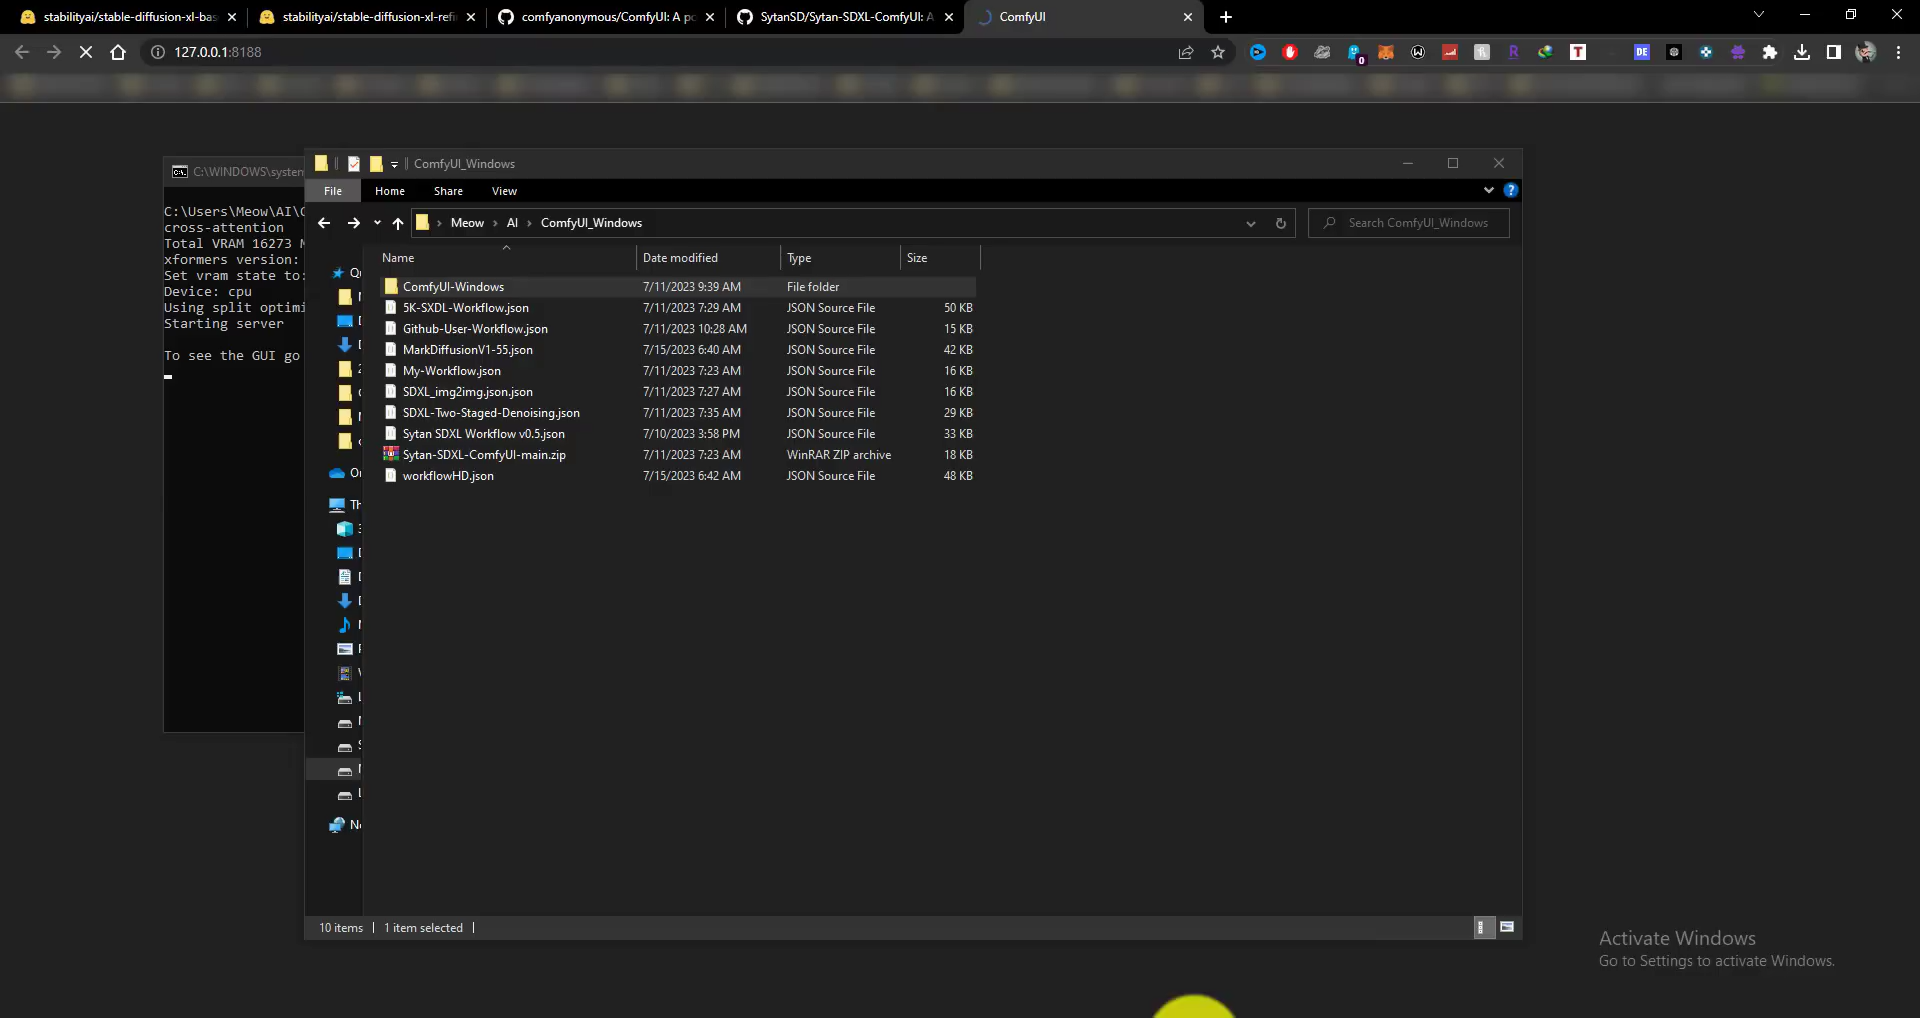 stabilityai/stable-diffusion-xl-bas
stabilityai/stable-diffusion-xl-refi
comfyanonymous/ComfyUI: A po
SytanSD/Sytan-SDXL-ComfyUI: A
ComfyUI
127.0.0.1:8188
0
R
T
DE
C:\WINDOWS\system
C:\Users\Meow\AI\C
cross-attention
Total VRAM 16273 M
xformers version:
Set vram state to:
Device: cpu
Using split optimi
Starting server
To see the GUI go
ComfyUI_Windows
File Home Share View
Meow AI ComfyUI_Windows
Search ComfyUI_Windows
Name Date modified Type Size
ComfyUI-Windows 7/11/2023 9:39 AM File folder
5K-SXDL-Workflow.json 7/11/2023 7:29 AM JSON Source File 50 KB
Github-User-Workflow.json 7/11/2023 10:28 AM JSON Source File 15 KB
MarkDiffusionV1-55.json 7/15/2023 6:40 AM JSON Source File 42 KB
My-Workflow.json 7/11/2023 7:23 AM JSON Source File 16 KB
SDXL_img2img.json.json 7/11/2023 7:27 AM JSON Source File 16 KB
SDXL-Two-Staged-Denoising.json 7/11/2023 7:35 AM JSON Source File 29 KB
Sytan SDXL Workflow v0.5.json 7/10/2023 3:58 PM JSON Source File 33 KB
Sytan-SDXL-ComfyUI-main.zip 7/11/2023 7:23 AM WinRAR ZIP archive 18 KB
workflowHD.json 7/15/2023 6:42 AM JSON Source File 48 KB
10 items 1 item selected
Activate Windows
Go to Settings to activate Windows.